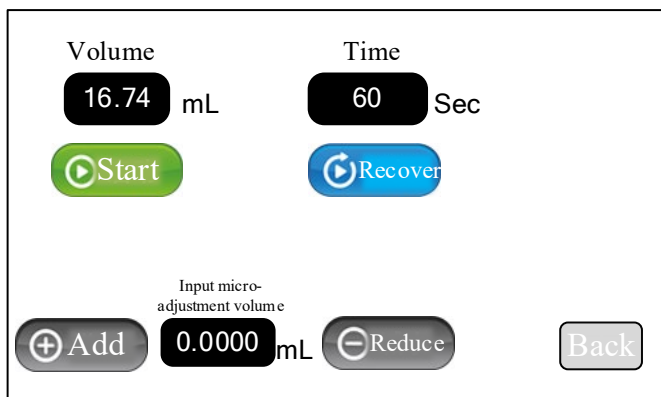 Volume
Time
16.74 mL
60 Sec
Start
Recover
Input micro-
adjustment volume
Add
0.0000 mL
Reduce
Back